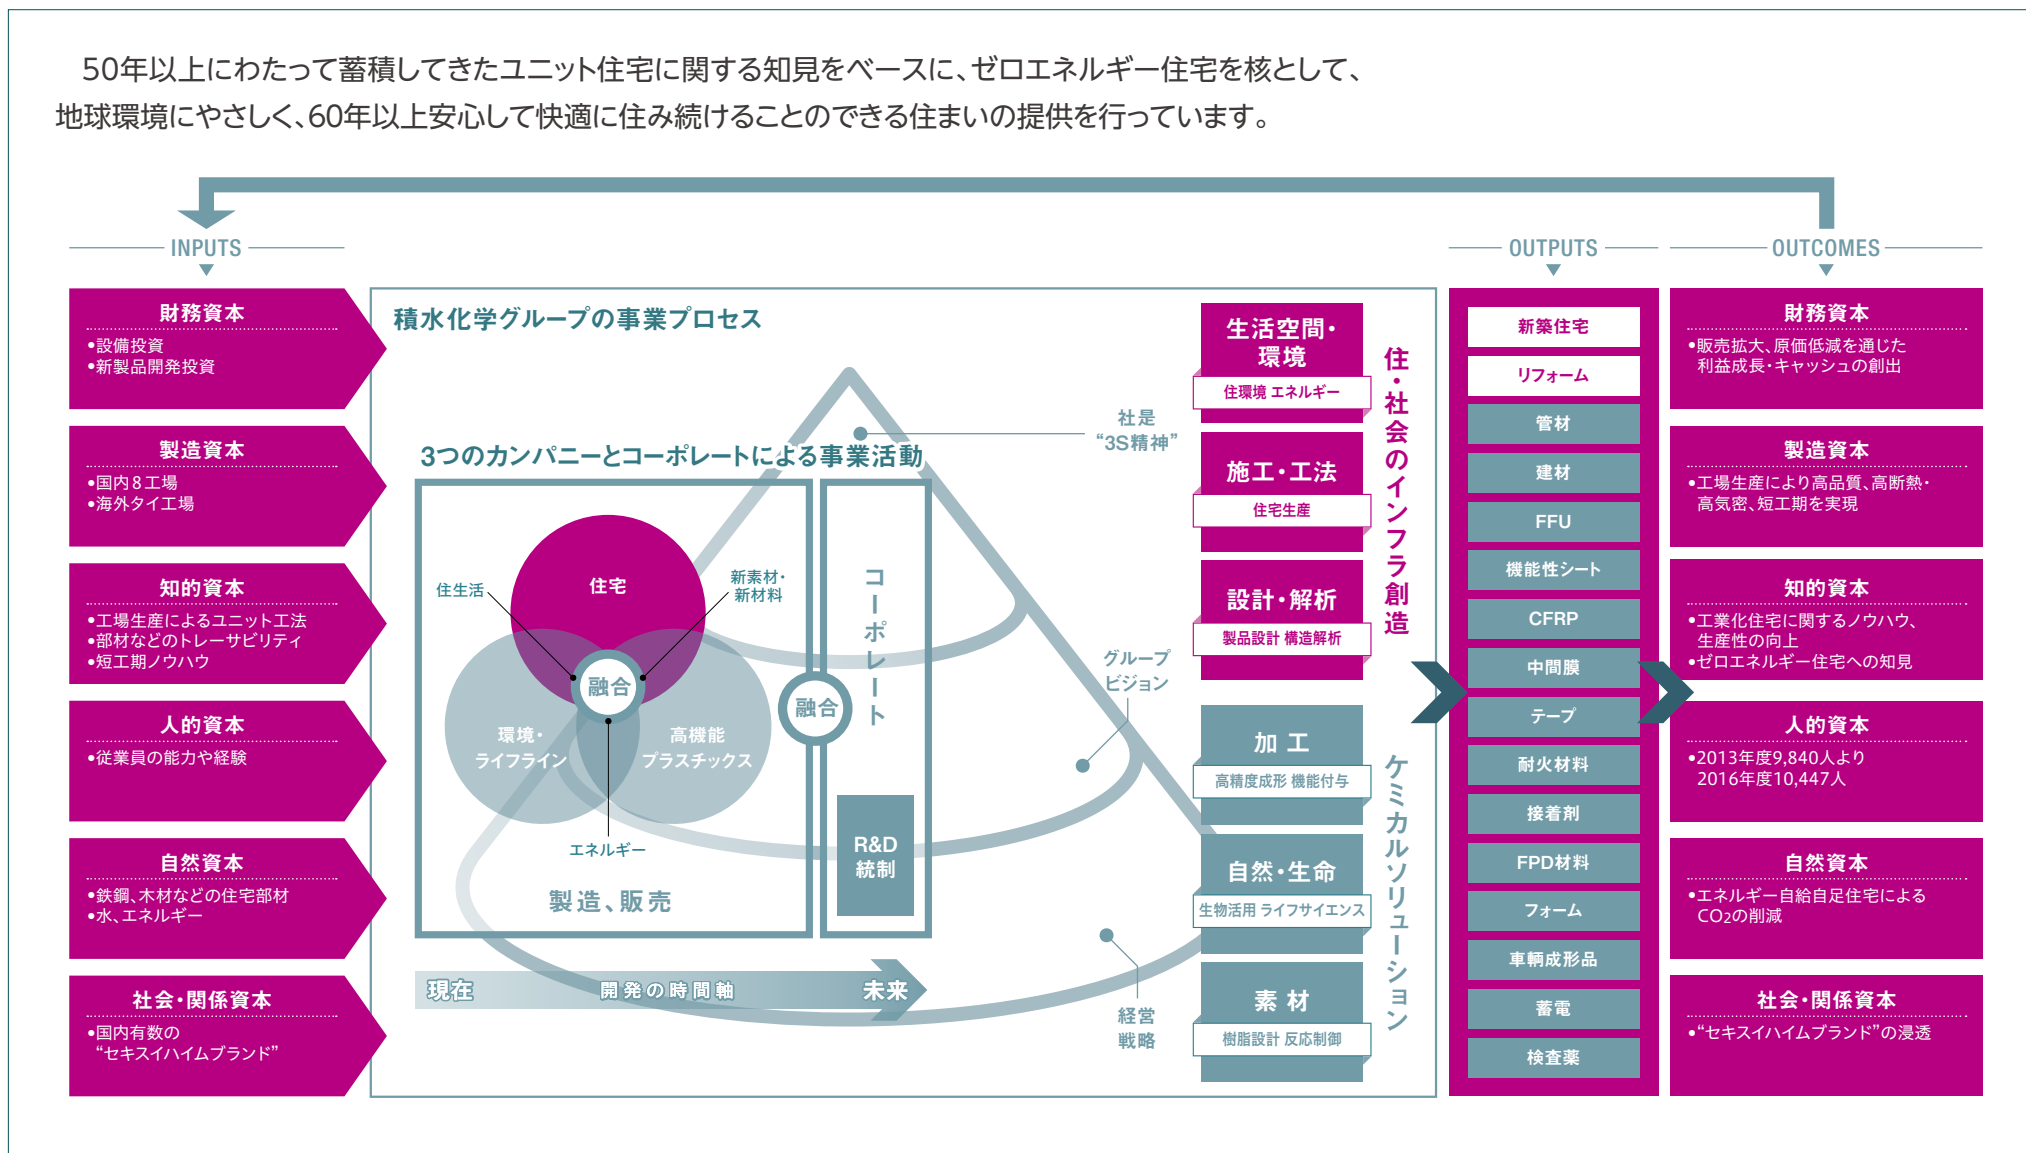 50年以上にわたって蓄積してきたユニット住宅に関する知見をベースに、ゼロエネルギー住宅を核として、
地球環境にやさしく、60年以上安心して快適に住み続けることのできる住まいの提供を行っています。
INPUTS
財務資本
•設備投資
•新製品開発投資
製造資本
•国内8工場
•海外タイ工場
知的資本
•工場生産によるユニット工法
•部材などのトレーサビリティ
•短工期ノウハウ
人的資本
•従業員の能力や経験
自然資本
•鉄鋼、木材などの住宅部材
•水、エネルギー
社会・関係資本
•国内有数の
“セキスイハイムブランド”
積水化学グループの事業プロセス
3つのカンパニーとコーポレートによる事業活動
住宅
住生活
新素材・
新材料
融合
環境・
ライフライン
高機能
プラスチックス
エネルギー
製造、販売
融合
コーポレート
R&D
統制
現在
開発の時間軸
未来
社是
“3S精神”
グループ
ビジョン
経営
戦略
生活空間・
環境
住環境 エネルギー
施工・工法
住宅生産
設計・解析
製品設計 構造解析
住・社会のインフラ創造
加工
高精度成形 機能付与
自然・生命
生物活用 ライフサイエンス
素材
樹脂設計 反応制御
ケミカルソリューション
OUTPUTS
新築住宅
リフォーム
管材
建材
FFU
機能性シート
CFRP
中間膜
テープ
耐火材料
接着剤
FPD材料
フォーム
車輌成形品
蓄電
検査薬
OUTCOMES
財務資本
•販売拡大、原価低減を通じた
利益成長・キャッシュの創出
製造資本
•工場生産により高品質、高断熱・
高気密、短工期を実現
知的資本
•工業化住宅に関するノウハウ、
生産性の向上
•ゼロエネルギー住宅への知見
人的資本
•2013年度9,840人より
2016年度10,447人
自然資本
•エネルギー自給自足住宅による
CO2の削減
社会・関係資本
•“セキスイハイムブランド”の浸透